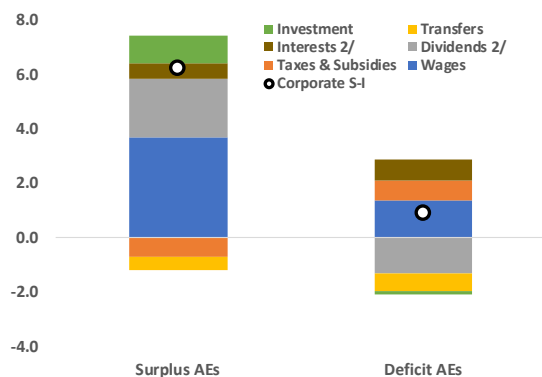 8.0
6.0
4.0
2.0
0.0
-2.0
-4.0
Investment
Transfers
Interests 2/
Dividends 2/
Taxes & Subsidies
Wages
Corporate S-I
Surplus AEs
Deficit AEs